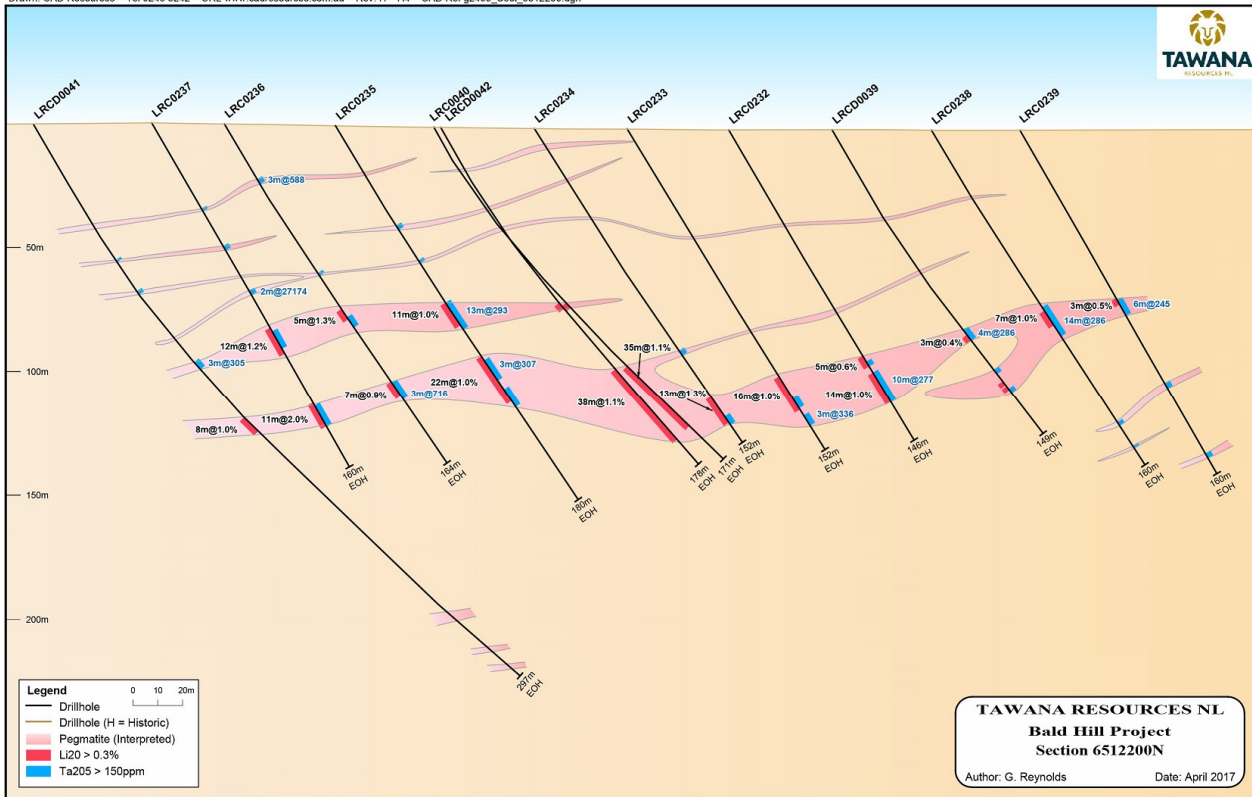 Drawn: CAD Resources
TAWANA
RESOURCES NL
LRCD0041
LRC0237
LRC0236
LRC0235
LRC0040
LRCD0042
LRC0234
LRC0233
LRC0232
LRCD0039
LRC0238
LRC0239
3m@588
50m
2m@27174
5m@1.3%
11m@1.0%
13m@293
3m@0.5%
6m@245
7m@1.0%
14m@286
12m@1.2%
3m@305
35m@1.1%
3m@0.4%
4m@286
100m
3m@307
5m@0.6%
22m@1.0%
7m@0.9%
3m@716
38m@1.1%
13m@1.3%
16m@1.0%
10m@277
14m@1.0%
3m@336
8m@1.0%
11m@2.0%
160m
EOH
164m
EOH
180m
EOH
178m
EOH
171m
EOH
152m
EOH
152m
EOH
146m
EOH
149m
EOH
160m
EOH
160m
EOH
150m
200m
297m
EOH
Legend
0 10 20m
Drillhole
Drillhole (H = Historic)
Pegmatite (Interpreted)
Li20 > 0.3%
Ta205 > 150ppm
TAWANA RESOURCES NL
Bald Hill Project
Section 6512200N
Author: G. Reynolds Date: April 2017